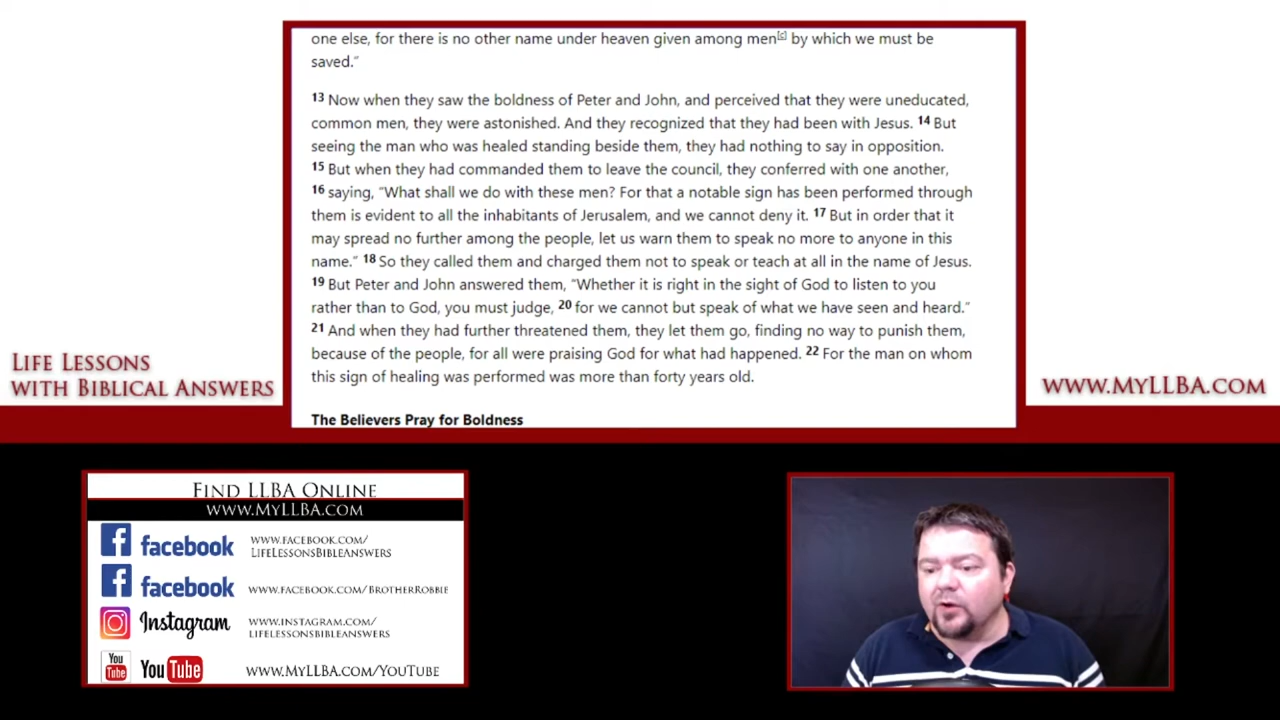 one else, for there is no other name under heaven given among men[c] by which we must be
saved.”
13 Now when they saw the boldness of Peter and John, and perceived that they were uneducated,
common men, they were astonished. And they recognized that they had been with Jesus. 14 But
seeing the man who was healed standing beside them, they had nothing to say in opposition.
15 But when they had commanded them to leave the council, they conferred with one another,
16 saying, “What shall we do with these men? For that a notable sign has been performed through
them is evident to all the inhabitants of Jerusalem, and we cannot deny it. 17 But in order that it
may spread no further among the people, let us warn them to speak no more to anyone in this
name.” 18 So they called them and charged them not to speak or teach at all in the name of Jesus.
19 But Peter and John answered them, “Whether it is right in the sight of God to listen to you
rather than to God, you must judge, 20 for we cannot but speak of what we have seen and heard.”
21 And when they had further threatened them, they let them go, finding no way to punish them,
because of the people, for all were praising God for what had happened. 22 For the man on whom
this sign of healing was performed was more than forty years old.
The Believers Pray for Boldness
Life Lessons
with Biblical Answers
www.MyLLBA.com
Find LLBA Online
www.MyLLBA.com
f facebook
www.facebook.com/
LifeLessonsBibleAnswers
f facebook
www.facebook.com/BrotherRobbie
Instagram
www.instagram.com/
lifelessonsbibleanswers
You
Tube
YouTube
www.MyLLBA.com/YouTube